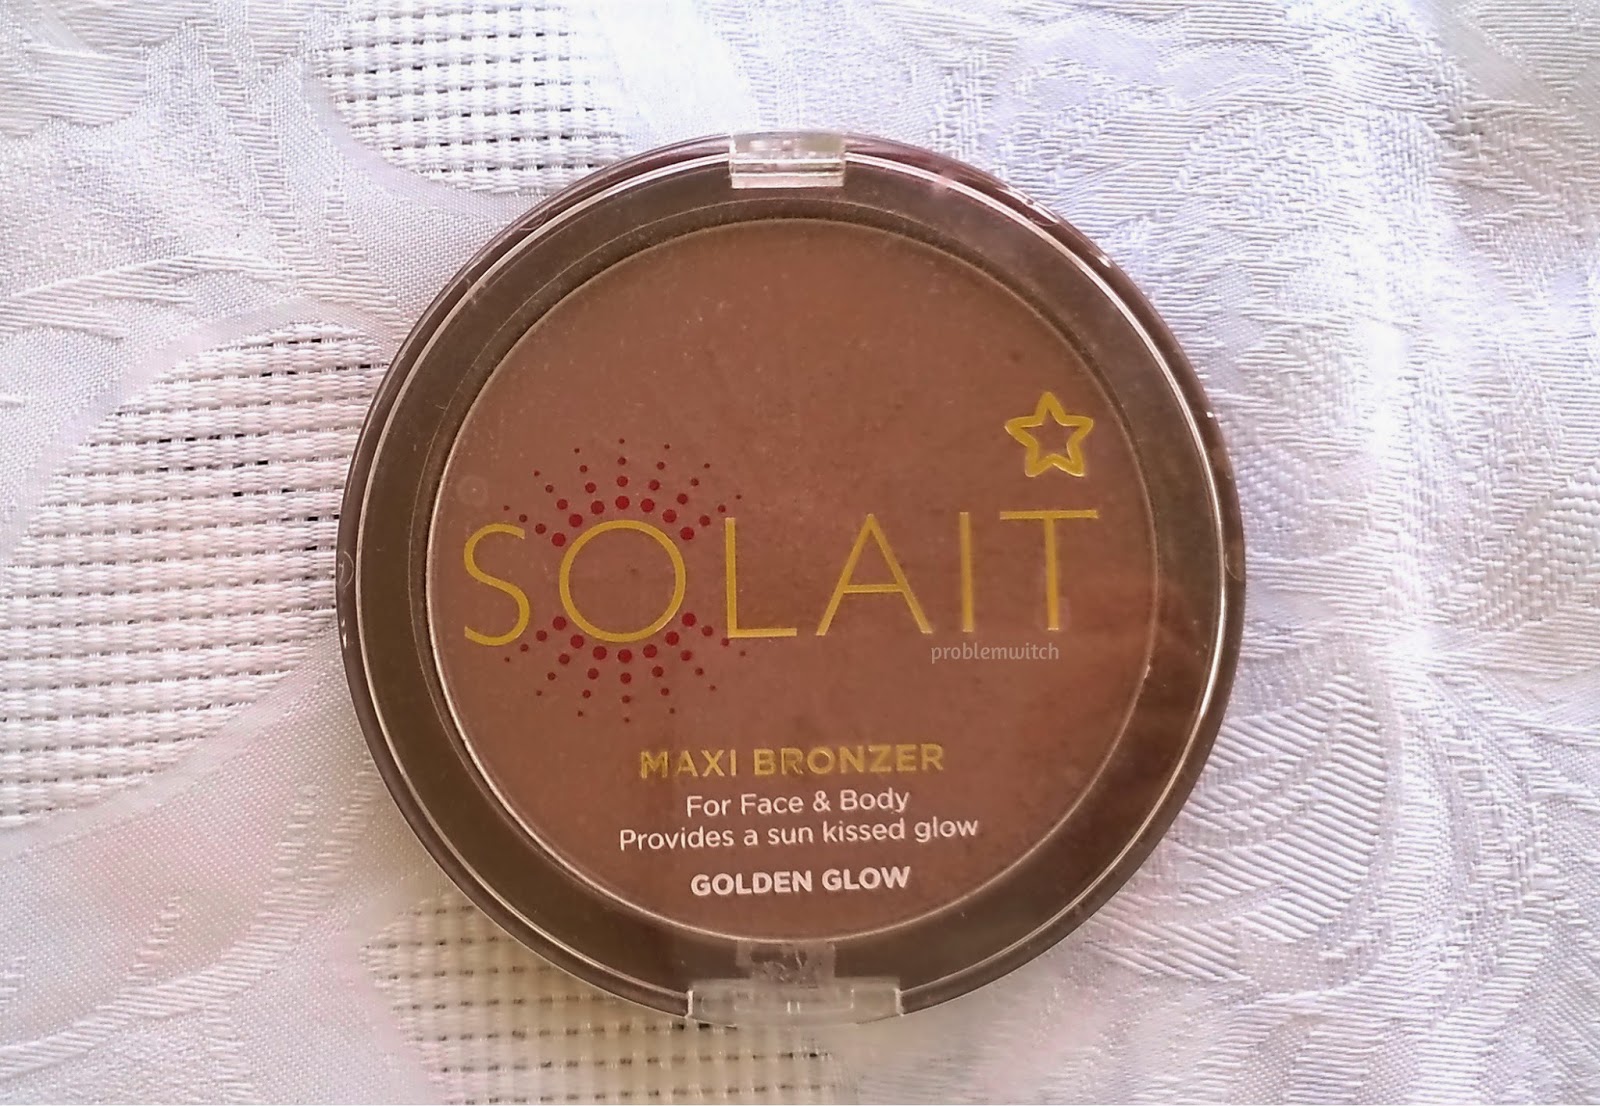 SOLAIT
problemwitch
MAXI BRONZER
For Face & Body
Provides a sun kissed glow
GOLDEN GLOW